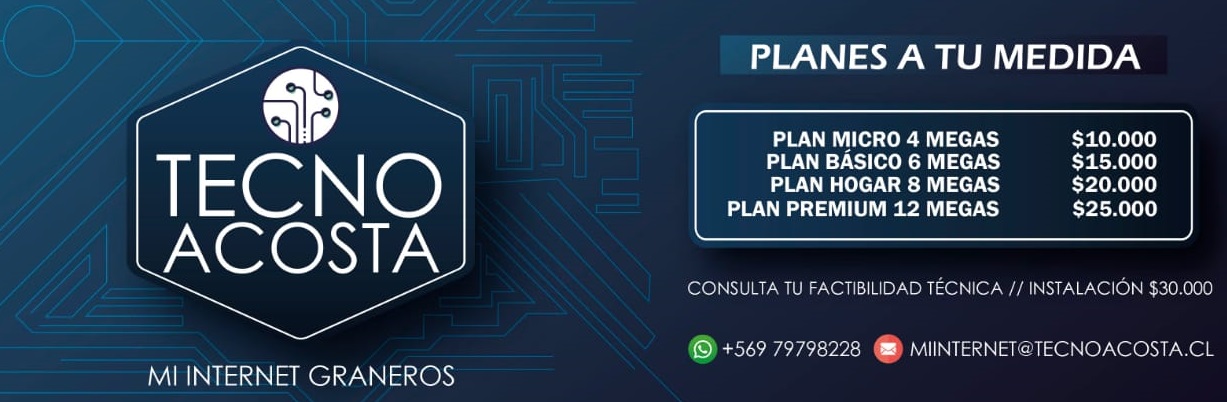 TECNO
ACOSTA
MI INTERNET GRANEROS
PLANES A TU MEDIDA
PLAN MICRO 4 MEGAS $10.000
PLAN BÁSICO 6 MEGAS $15.000
PLAN HOGAR 8 MEGAS $20.000
PLAN PREMIUM 12 MEGAS $25.000
CONSULTA TU FACTIBILIDAD TÉCNICA // INSTALACIÓN $30.000
+569 79798228 MIINTERNET@TECNOACOSTA.CL